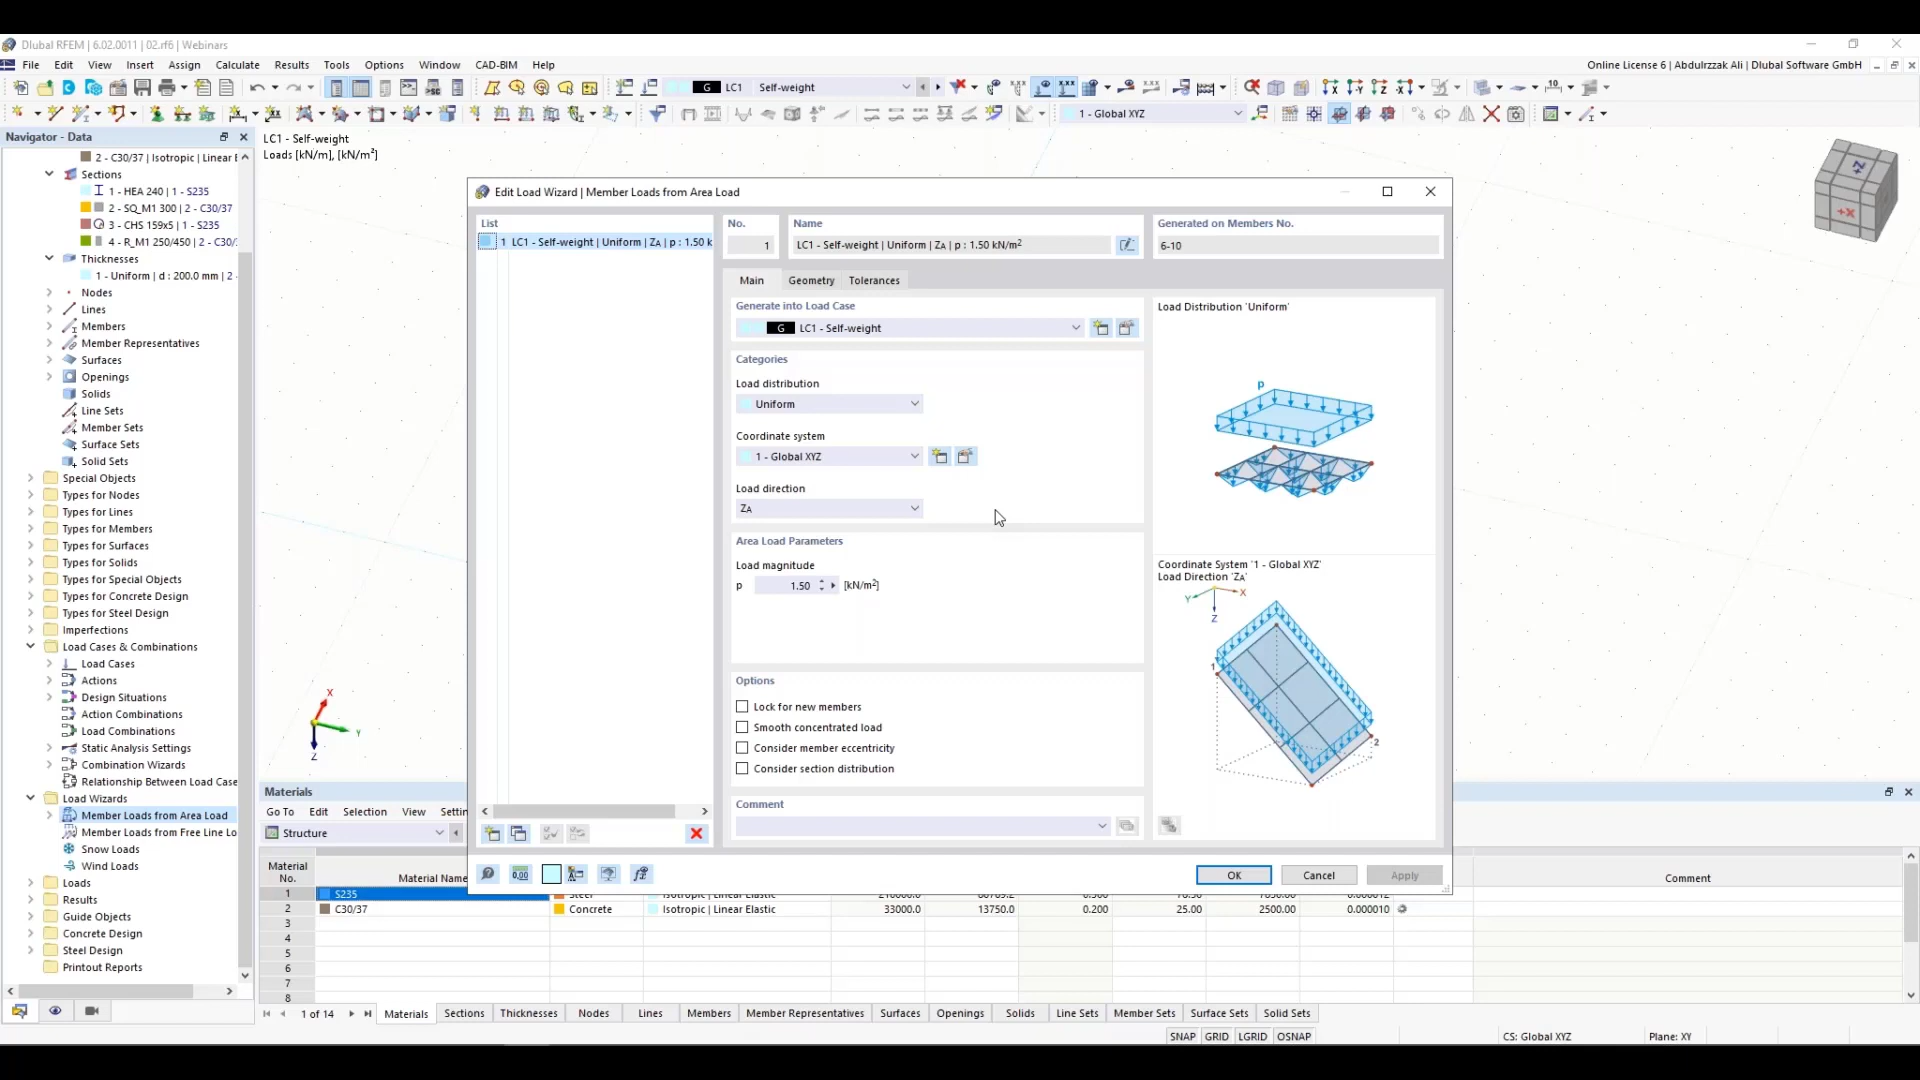 Dlubal RFEM | 6.02.0011 | 02.rf6 | Webinars
File Edit View Insert Assign Calculate Results Tools Options Window CAD-BIM Help
Online License 6 | Abdulrzzak Ali | Dlubal Software GmbH
G LC1 Self-weight
1 - Global XYZ
Navigator - Data
LC1 - Self-weight
Loads [kN/m], [kN/m²]
2 - C30/37 | Isotropic | Linear E
Sections
1 - HEA 240 | 1 - S235
2 - SQ_M1 300 | 2 - C30/37
3 - CHS 159x5 | 1 - S235
4 - R_M1 250/450 | 2 - C30/3
Thicknesses
1 - Uniform | d : 200.0 mm | 2 -
Nodes
Lines
Members
Member Representatives
Surfaces
Openings
Solids
Line Sets
Member Sets
Surface Sets
Solid Sets
Special Objects
Types for Nodes
Types for Lines
Types for Members
Types for Surfaces
Types for Solids
Types for Special Objects
Types for Concrete Design
Types for Steel Design
Imperfections
Load Cases & Combinations
Load Cases
Actions
Design Situations
Action Combinations
Load Combinations
Static Analysis Settings
Combination Wizards
Relationship Between Load Case
Load Wizards
Member Loads from Area Load
Member Loads from Free Line Lo
Snow Loads
Wind Loads
Loads
Results
Guide Objects
Concrete Design
Steel Design
Printout Reports
Edit Load Wizard | Member Loads from Area Load
List
1 LC1 - Self-weight | Uniform | ZA | p : 1.50 k
No.
1
Name
LC1 - Self-weight | Uniform | ZA | p : 1.50 kN/m²
Generated on Members No.
6-10
Main Geometry Tolerances
Generate into Load Case
G LC1 - Self-weight
Categories
Load distribution
Uniform
Coordinate system
1 - Global XYZ
Load direction
ZA
Area Load Parameters
Load magnitude
p 1.50 [kN/m²]
Options
Lock for new members
Smooth concentrated load
Consider member eccentricity
Consider section distribution
Comment
Load Distribution 'Uniform'
p
Coordinate System '1 - Global XYZ'
Load Direction 'ZA'
Y X
Z
1
2
OK Cancel Apply
+X
Z
X
Y
Z
Materials
Go To Edit Selection View Settin
Structure
Material
No.
Material Name
Comment
1 S235
2 C30/37 Concrete Isotropic | Linear Elastic 33000.0 13750.0 0.200 25.00 2500.00 0.000010
3
4
5
6
7
8
1 of 14 Materials Sections Thicknesses Nodes Lines Members Member Representatives Surfaces Openings Solids Line Sets Member Sets Surface Sets Solid Sets
SNAP GRID LGRID OSNAP CS: Global XYZ Plane: XY